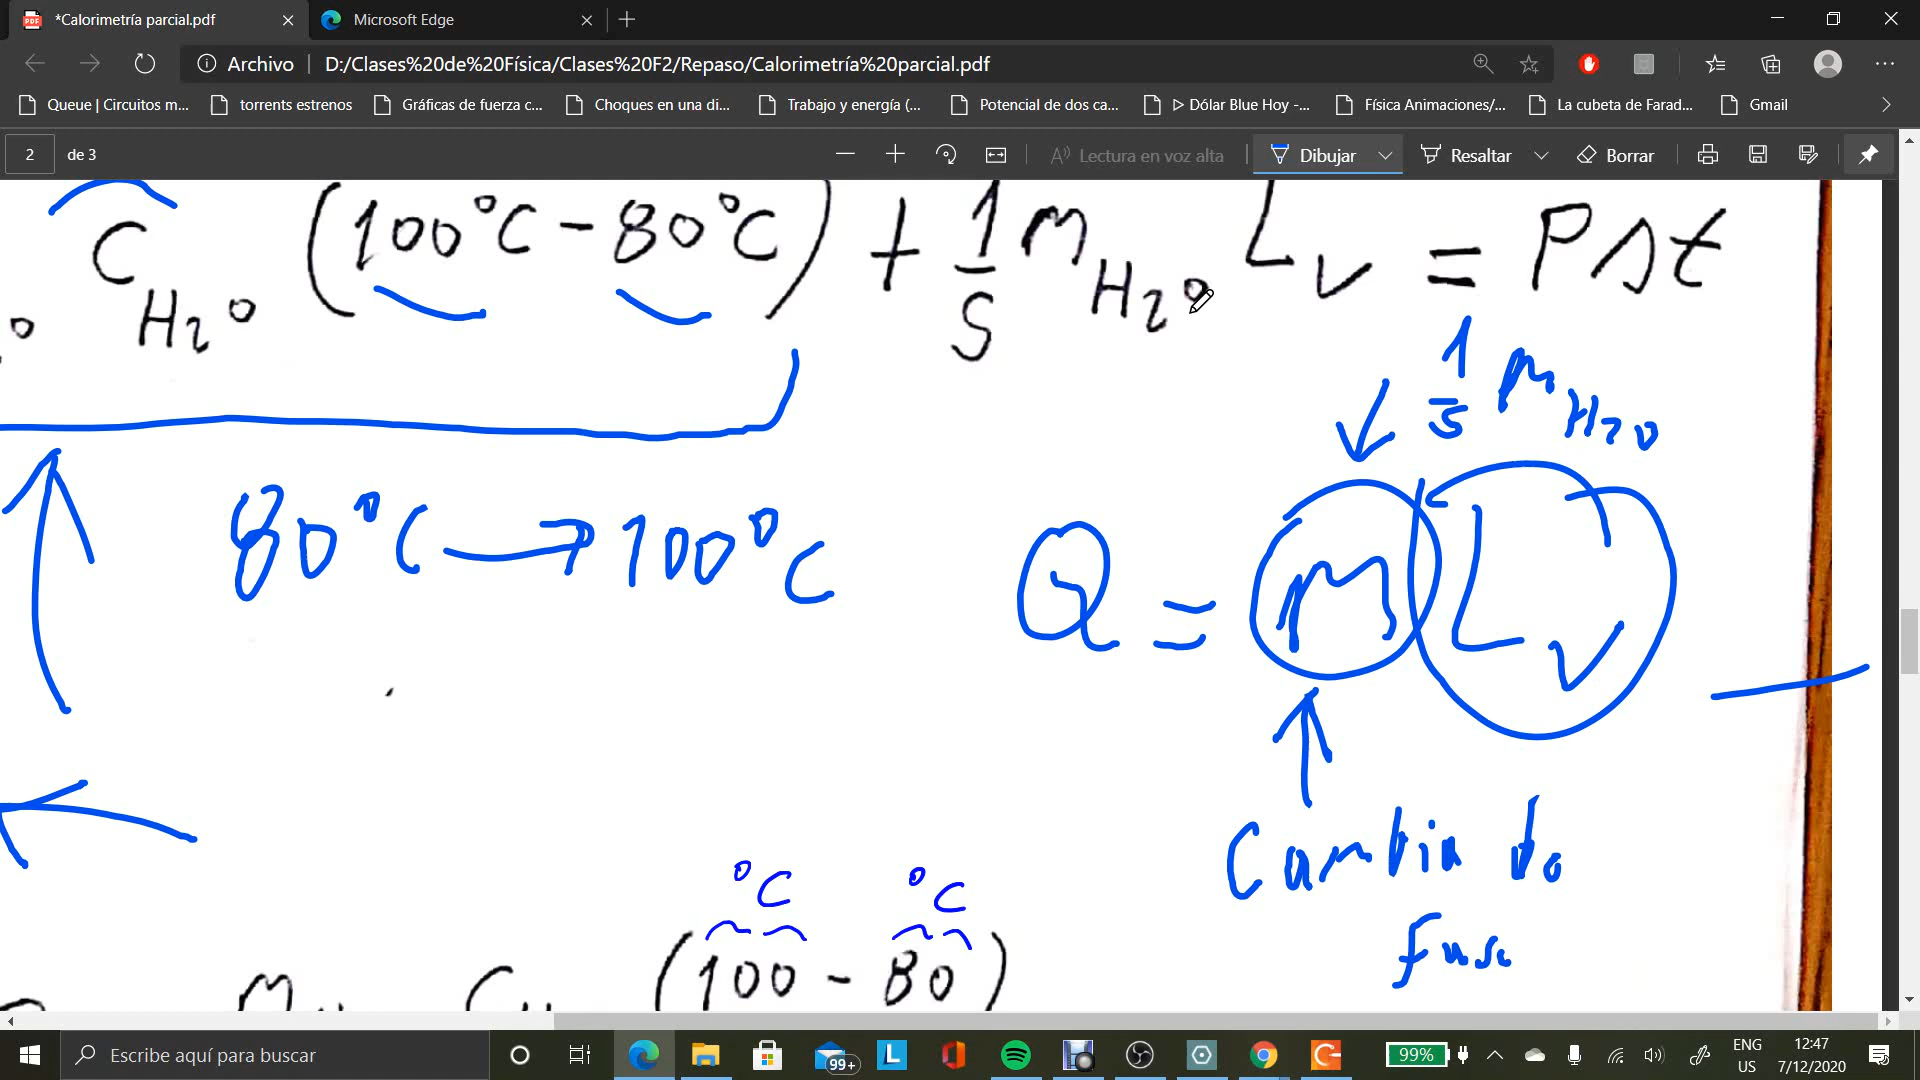 *Calorimetría parcial.pdf
Microsoft Edge
Archivo D:/Clases%20de%20Física/Clases%20F2/Repaso/Calorimetría%20parcial.pdf
Queue | Circuitos m... torrents estrenos Gráficas de fuerza c... Choques en una di... Trabajo y energía (... Potencial de dos ca... ▷ Dólar Blue Hoy -... Física Animaciones/... La cubeta de Farad... Gmail
2 de 3 Lectura en voz alta Dibujar Resaltar Borrar
C H₂O (100°C - 80°C) + 1/5 m H₂O Lv = PΔt
1/5 m H₂O
80°C → 100°C
Q = m Lv
Cambia de
fase
°C °C
(100 - 80)
Escribe aquí para buscar
99+
99%
ENG
US
12:47
7/12/2020